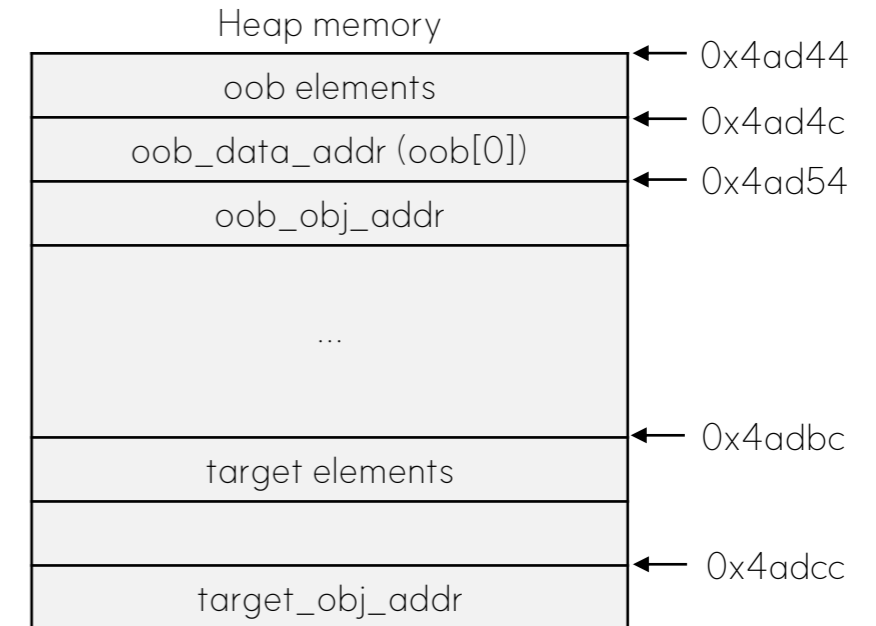 Heap memory
0x4ad44
oob elements
0x4ad4c
oob_data_addr (oob[0])
0x4ad54
oob_obj_addr
...
0x4adbc
target elements
0x4adcc
target_obj_addr